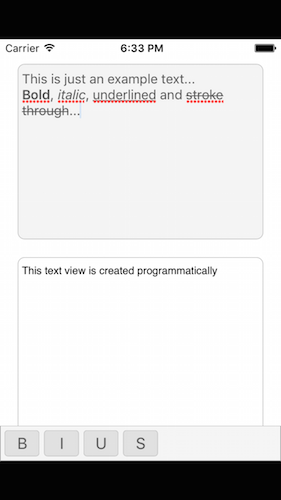 Carrier 6:33 PM
This is just an example text...
Bold, italic, underlined and stroke
through...
This text view is created programmatically
B I U S